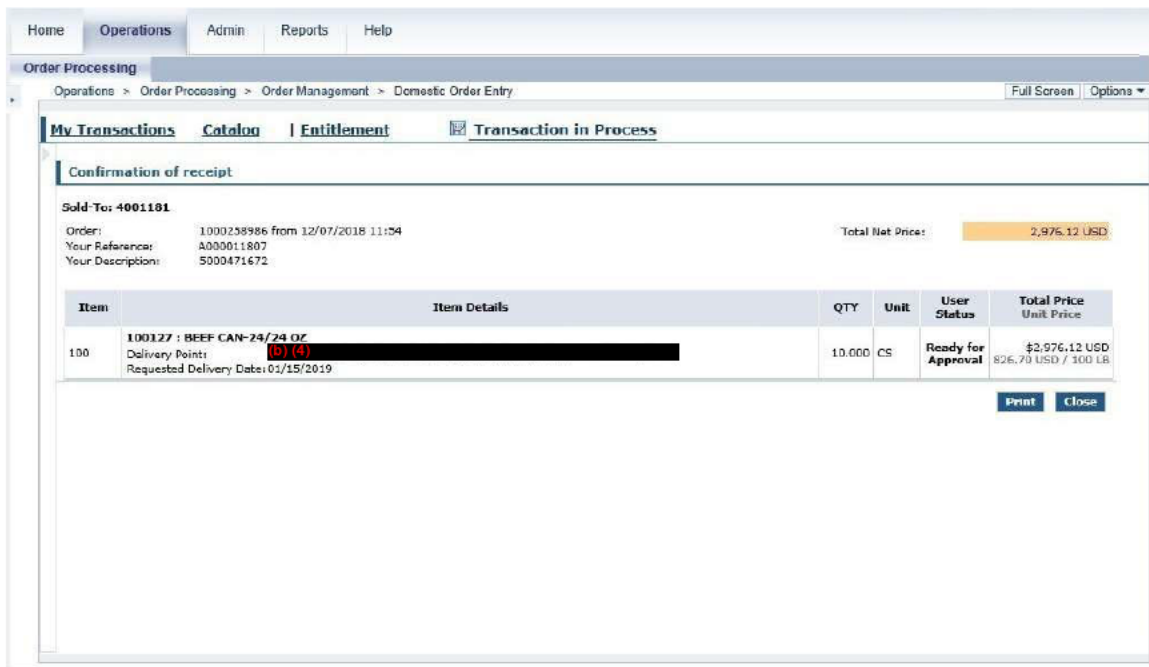 Home Operations Admin Reports Help
Order Processing
Operations > Order Processing > Order Management > Domestic Order Entry Full Screen Options
My Transactions Catalog | Entitlement Transaction in Process
Confirmation of receipt
Sold-To: 4001181
Order: 1000258986 from 12/07/2018 11:54 Total Net Price: 2,976.12 USD
Your Reference: A000011807
Your Description: 5000471672
Item Item Details QTY Unit User Status Total Price Unit Price
100127 : BEEF CAN-24/24 OZ
100 Delivery Point: (b) (4) 10.000 CS Ready for Approval $2,976.12 USD
Requested Delivery Date: 01/15/2019 826.70 USD / 100 LB
Print Close